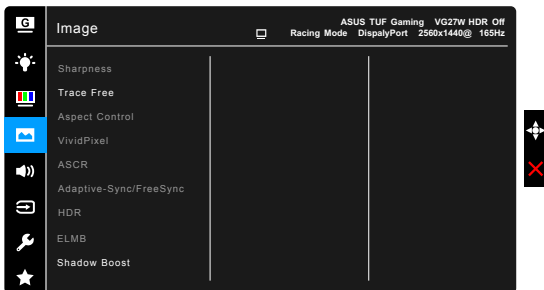 G
Image
ASUS TUF Gaming VG27W HDR Off
Racing Mode DispalyPort 2560x1440@ 165Hz
Sharpness
Trace Free
Aspect Control
VividPixel
ASCR
Adaptive-Sync/FreeSync
HDR
ELMB
Shadow Boost